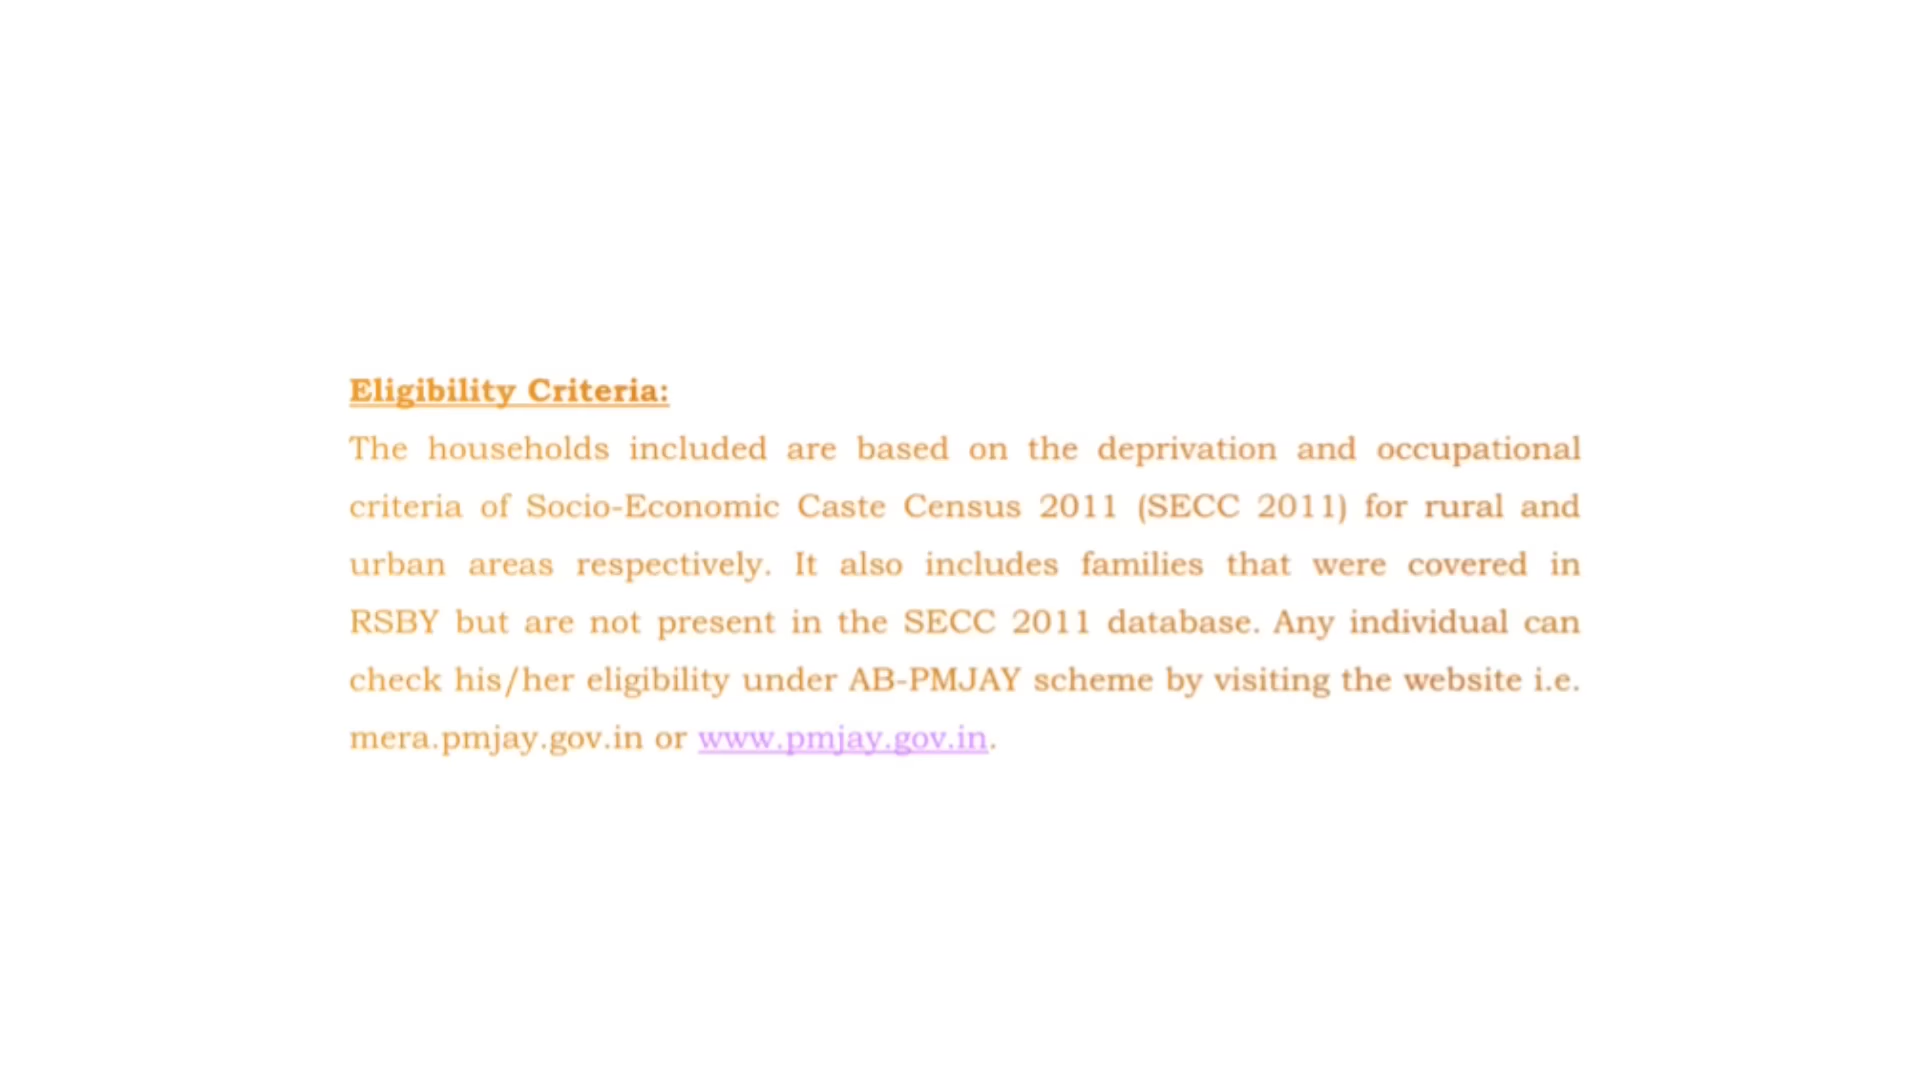 Eligibility Criteria:
The households included are based on the deprivation and occupational
criteria of Socio-Economic Caste Census 2011 (SECC 2011) for rural and
urban areas respectively. It also includes families that were covered in
RSBY but are not present in the SECC 2011 database. Any individual can
check his/her eligibility under AB-PMJAY scheme by visiting the website i.e.
mera.pmjay.gov.in or www.pmjay.gov.in.